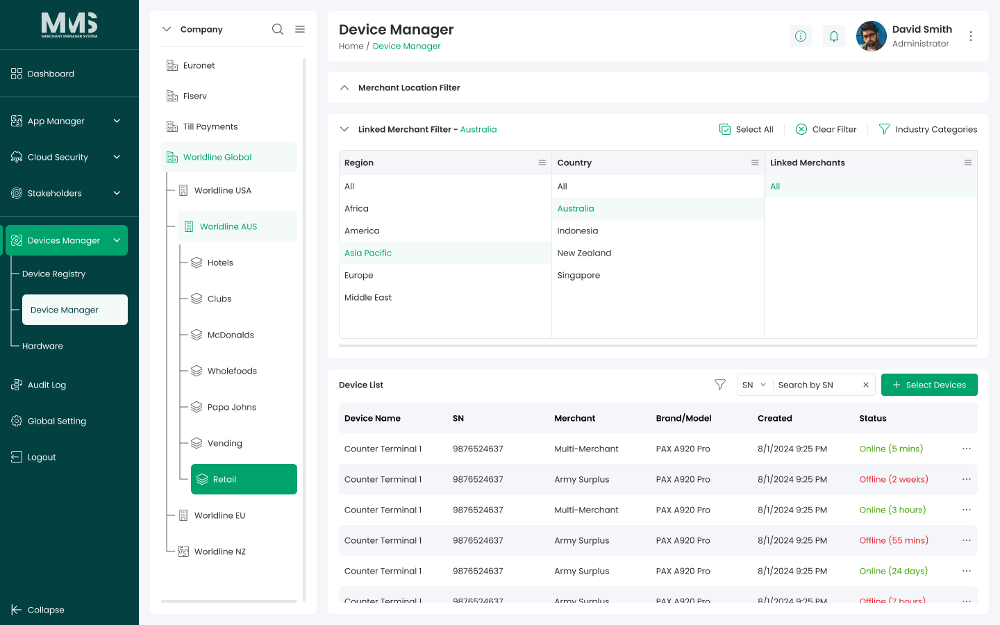 MMS
MERCHANT MANAGER SYSTEM
Dashboard
App Manager
Cloud Security
Stakeholders
Devices Manager
Device Registry
Device Manager
Hardware
Audit Log
Global Setting
Logout
Collapse
Company
Euronet
Fiserv
Till Payments
Worldline Global
Worldline USA
Worldline AUS
Hotels
Clubs
McDonalds
Wholefoods
Papa Johns
Vending
Retail
Worldline EU
Worldline NZ
Device Manager
Home / Device Manager
David Smith
Administrator
Merchant Location Filter
Linked Merchant Filter - Australia
Select All
Clear Filter
Industry Categories
Region
Country
Linked Merchants
All
All
All
Africa
Australia
America
Indonesia
Asia Pacific
New Zealand
Europe
Singapore
Middle East
Device List
SN
Search by SN
Select Devices
Device Name SN Merchant Brand/Model Created Status
Counter Terminal 1 9876524637 Multi-Merchant PAX A920 Pro 8/1/2024 9:25 PM Online (5 mins)
Counter Terminal 1 9876524637 Army Surplus PAX A920 Pro 8/1/2024 9:25 PM Offline (2 weeks)
Counter Terminal 1 9876524637 Multi-Merchant PAX A920 Pro 8/1/2024 9:25 PM Online (3 hours)
Counter Terminal 1 9876524637 Army Surplus PAX A920 Pro 8/1/2024 9:25 PM Offline (55 mins)
Counter Terminal 1 9876524637 Army Surplus PAX A920 Pro 8/1/2024 9:25 PM Online (24 days)
Counter Terminal 1 9876524637 Army Surplus PAX A920 Pro 8/1/2024 9:25 PM Offline (7 hours)